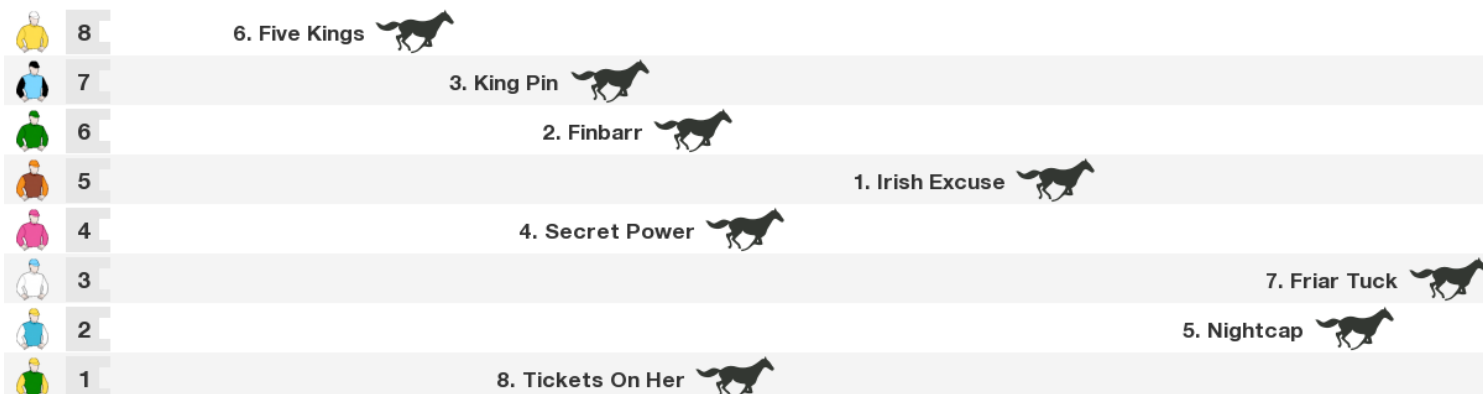 8 6. Five Kings
7 3. King Pin
6 2. Finbarr
5 1. Irish Excuse
4 4. Secret Power
3 7. Friar Tuck
2 5. Nightcap
1 8. Tickets On Her